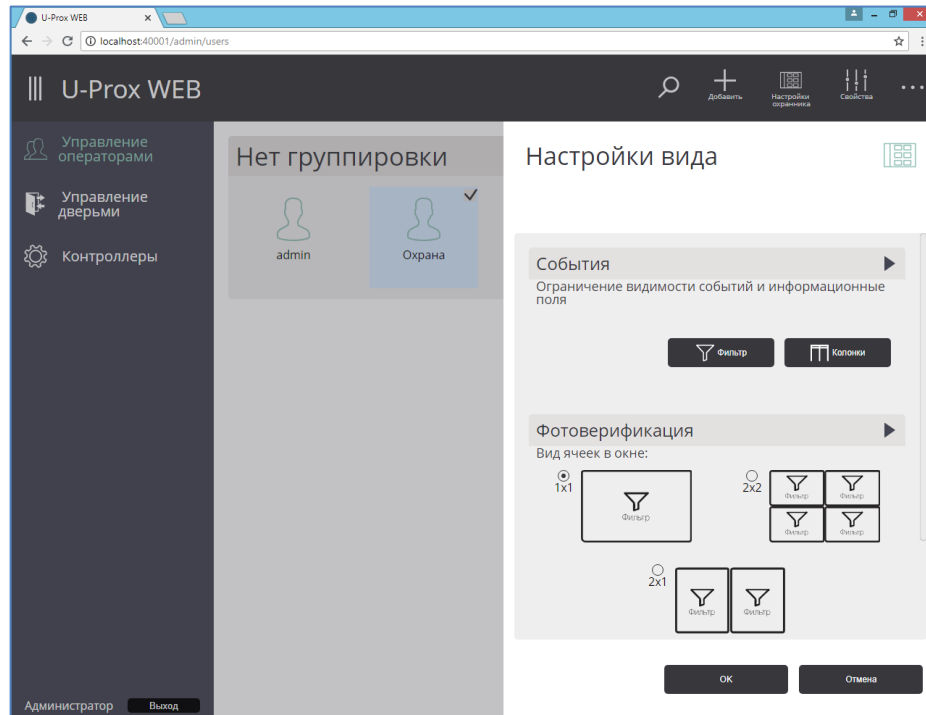 U-Prox WEB
localhost:40001/admin/users
U-Prox WEB
Добавить
Настройки
охранника
Свойства
Управление
операторами
Управление
дверьми
Контроллеры
Нет группировки
admin
Охрана
Настройки вида
События
Ограничение видимости событий и информационные
поля
Фильтр
Колонки
Фотоверификация
Вид ячеек в окне:
1x1
Фильтр
2x2
Фильтр
Фильтр
Фильтр
Фильтр
2x1
Фильтр
Фильтр
OK
Отмена
Администратор
Выход